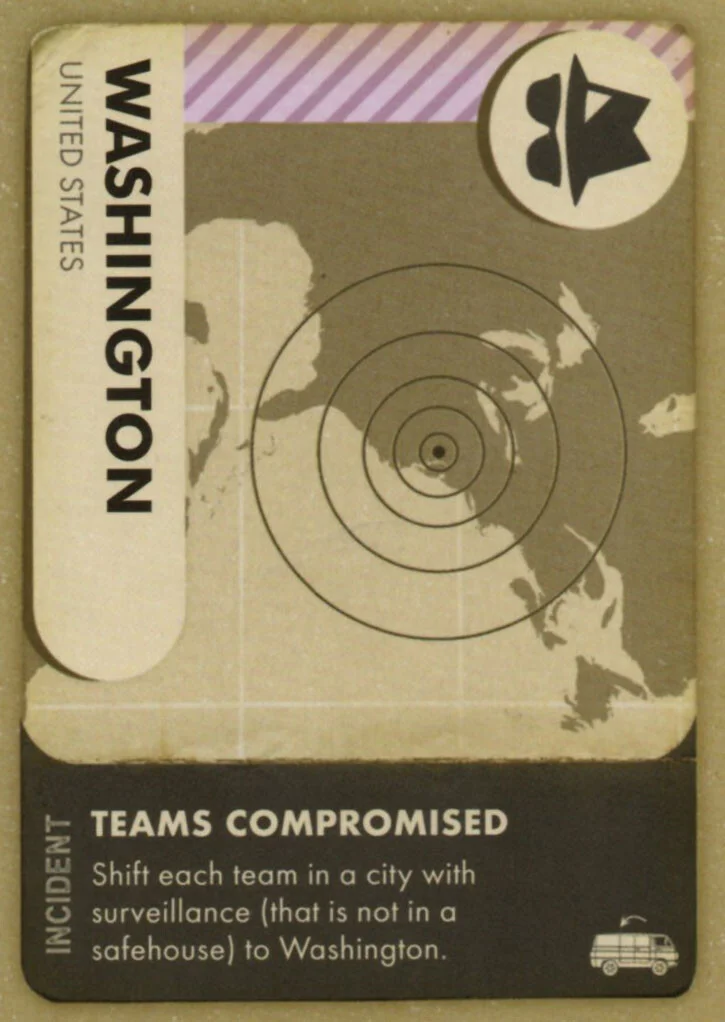 WASHINGTON
UNITED STATES
INCIDENT
TEAMS COMPROMISED
Shift each team in a city with
surveillance (that is not in a
safehouse) to Washington.